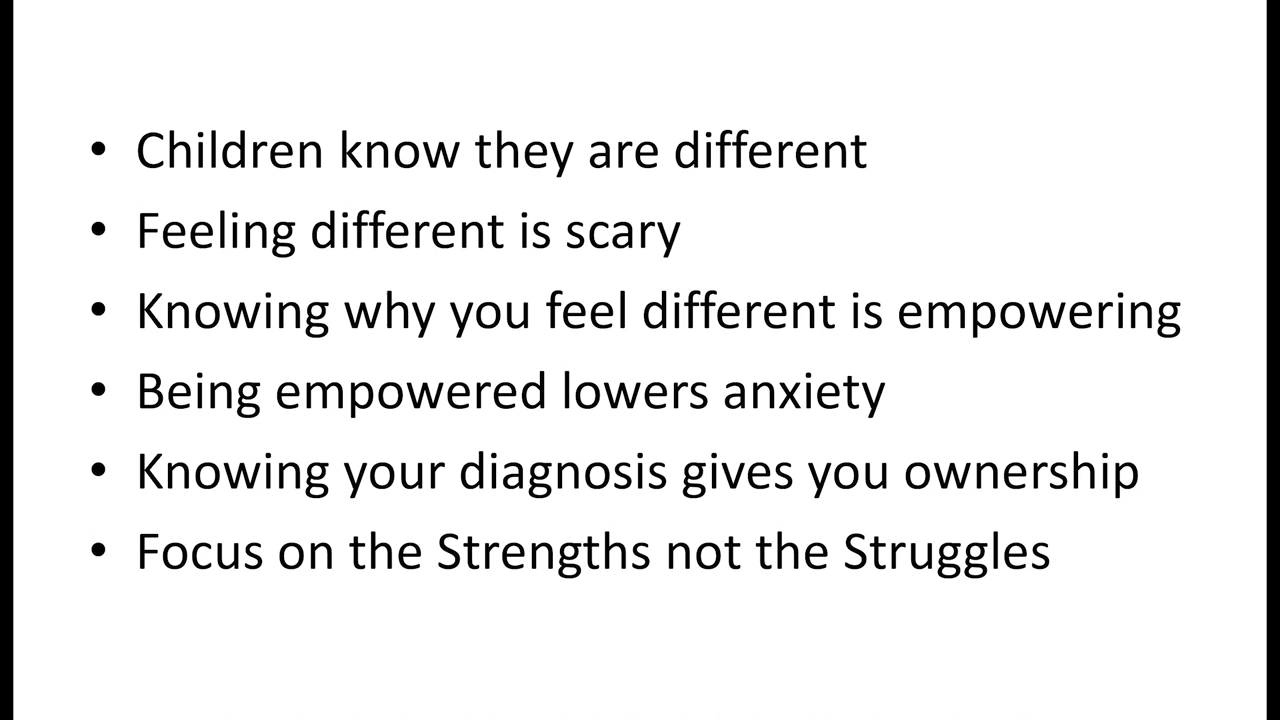 • Children know they are different
• Feeling different is scary
• Knowing why you feel different is empowering
• Being empowered lowers anxiety
• Knowing your diagnosis gives you ownership
• Focus on the Strengths not the Struggles